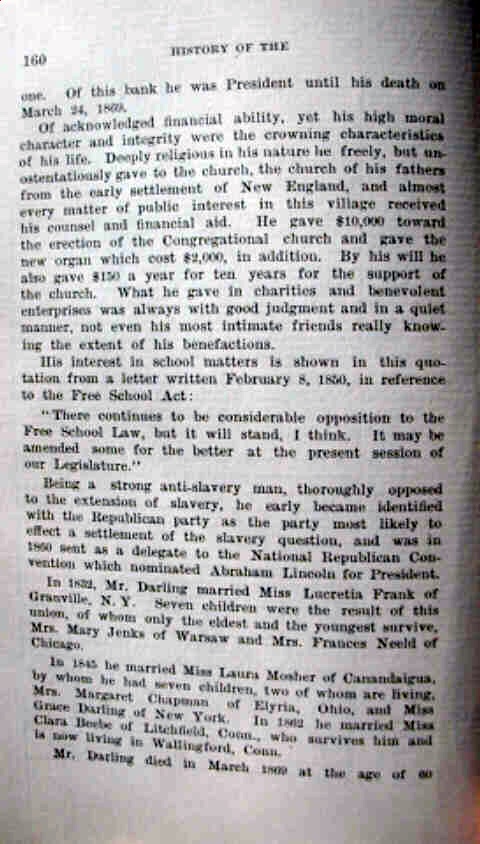 160
HISTORY OF THE
one. Of this bank he was President until his death on
March 24, 1869.
Of acknowledged financial ability, yet his high moral
character and integrity were the crowning characteristics
of his life. Deeply religious in his nature he freely, but un-
ostentatiously gave to the church, the church of his fathers
from the early settlement of New England, and almost
every matter of public interest in this village received
his counsel and financial aid. He gave $10,000 toward
the erection of the Congregational church and gave the
new organ which cost $2,000, in addition. By his will he
also gave $150 a year for ten years for the support of
the church. What he gave in charities and benevolent
enterprises was always with good judgment and in a quiet
manner, not even his most intimate friends really know-
ing the extent of his benefactions.
His interest in school matters is shown in this quo-
tation from a letter written February 8, 1850, in reference
to the Free School Act:
"There continues to be considerable opposition to the
Free School Law, but it will stand, I think. It may be
amended some for the better at the present session of
our Legislature."
Being a strong anti-slavery man, thoroughly opposed
to the extension of slavery, he early became identified
with the Republican party as the party most likely to
effect a settlement of the slavery question, and was in
1860 sent as a delegate to the National Republican Con-
vention which nominated Abraham Lincoln for President.
In 1832, Mr. Darling married Miss Lucretia Frank of
Granville, N. Y. Seven children were the result of this
union, of whom only the eldest and the youngest survive,
Mrs. Mary Jenks of Warsaw and Mrs. Frances Neeld of
Chicago.
In 1845 he married Miss Laura Mosher of Canandaigua,
by whom he had seven children, two of whom are living,
Mrs. Margaret Chapman of Elyria, Ohio, and Miss
Grace Darling of New York. In 1862 he married Miss
Clara Beebe of Litchfield, Conn., who survives him and
is now living in Wallingford, Conn.
Mr. Darling died in March 1869 at the age of 60